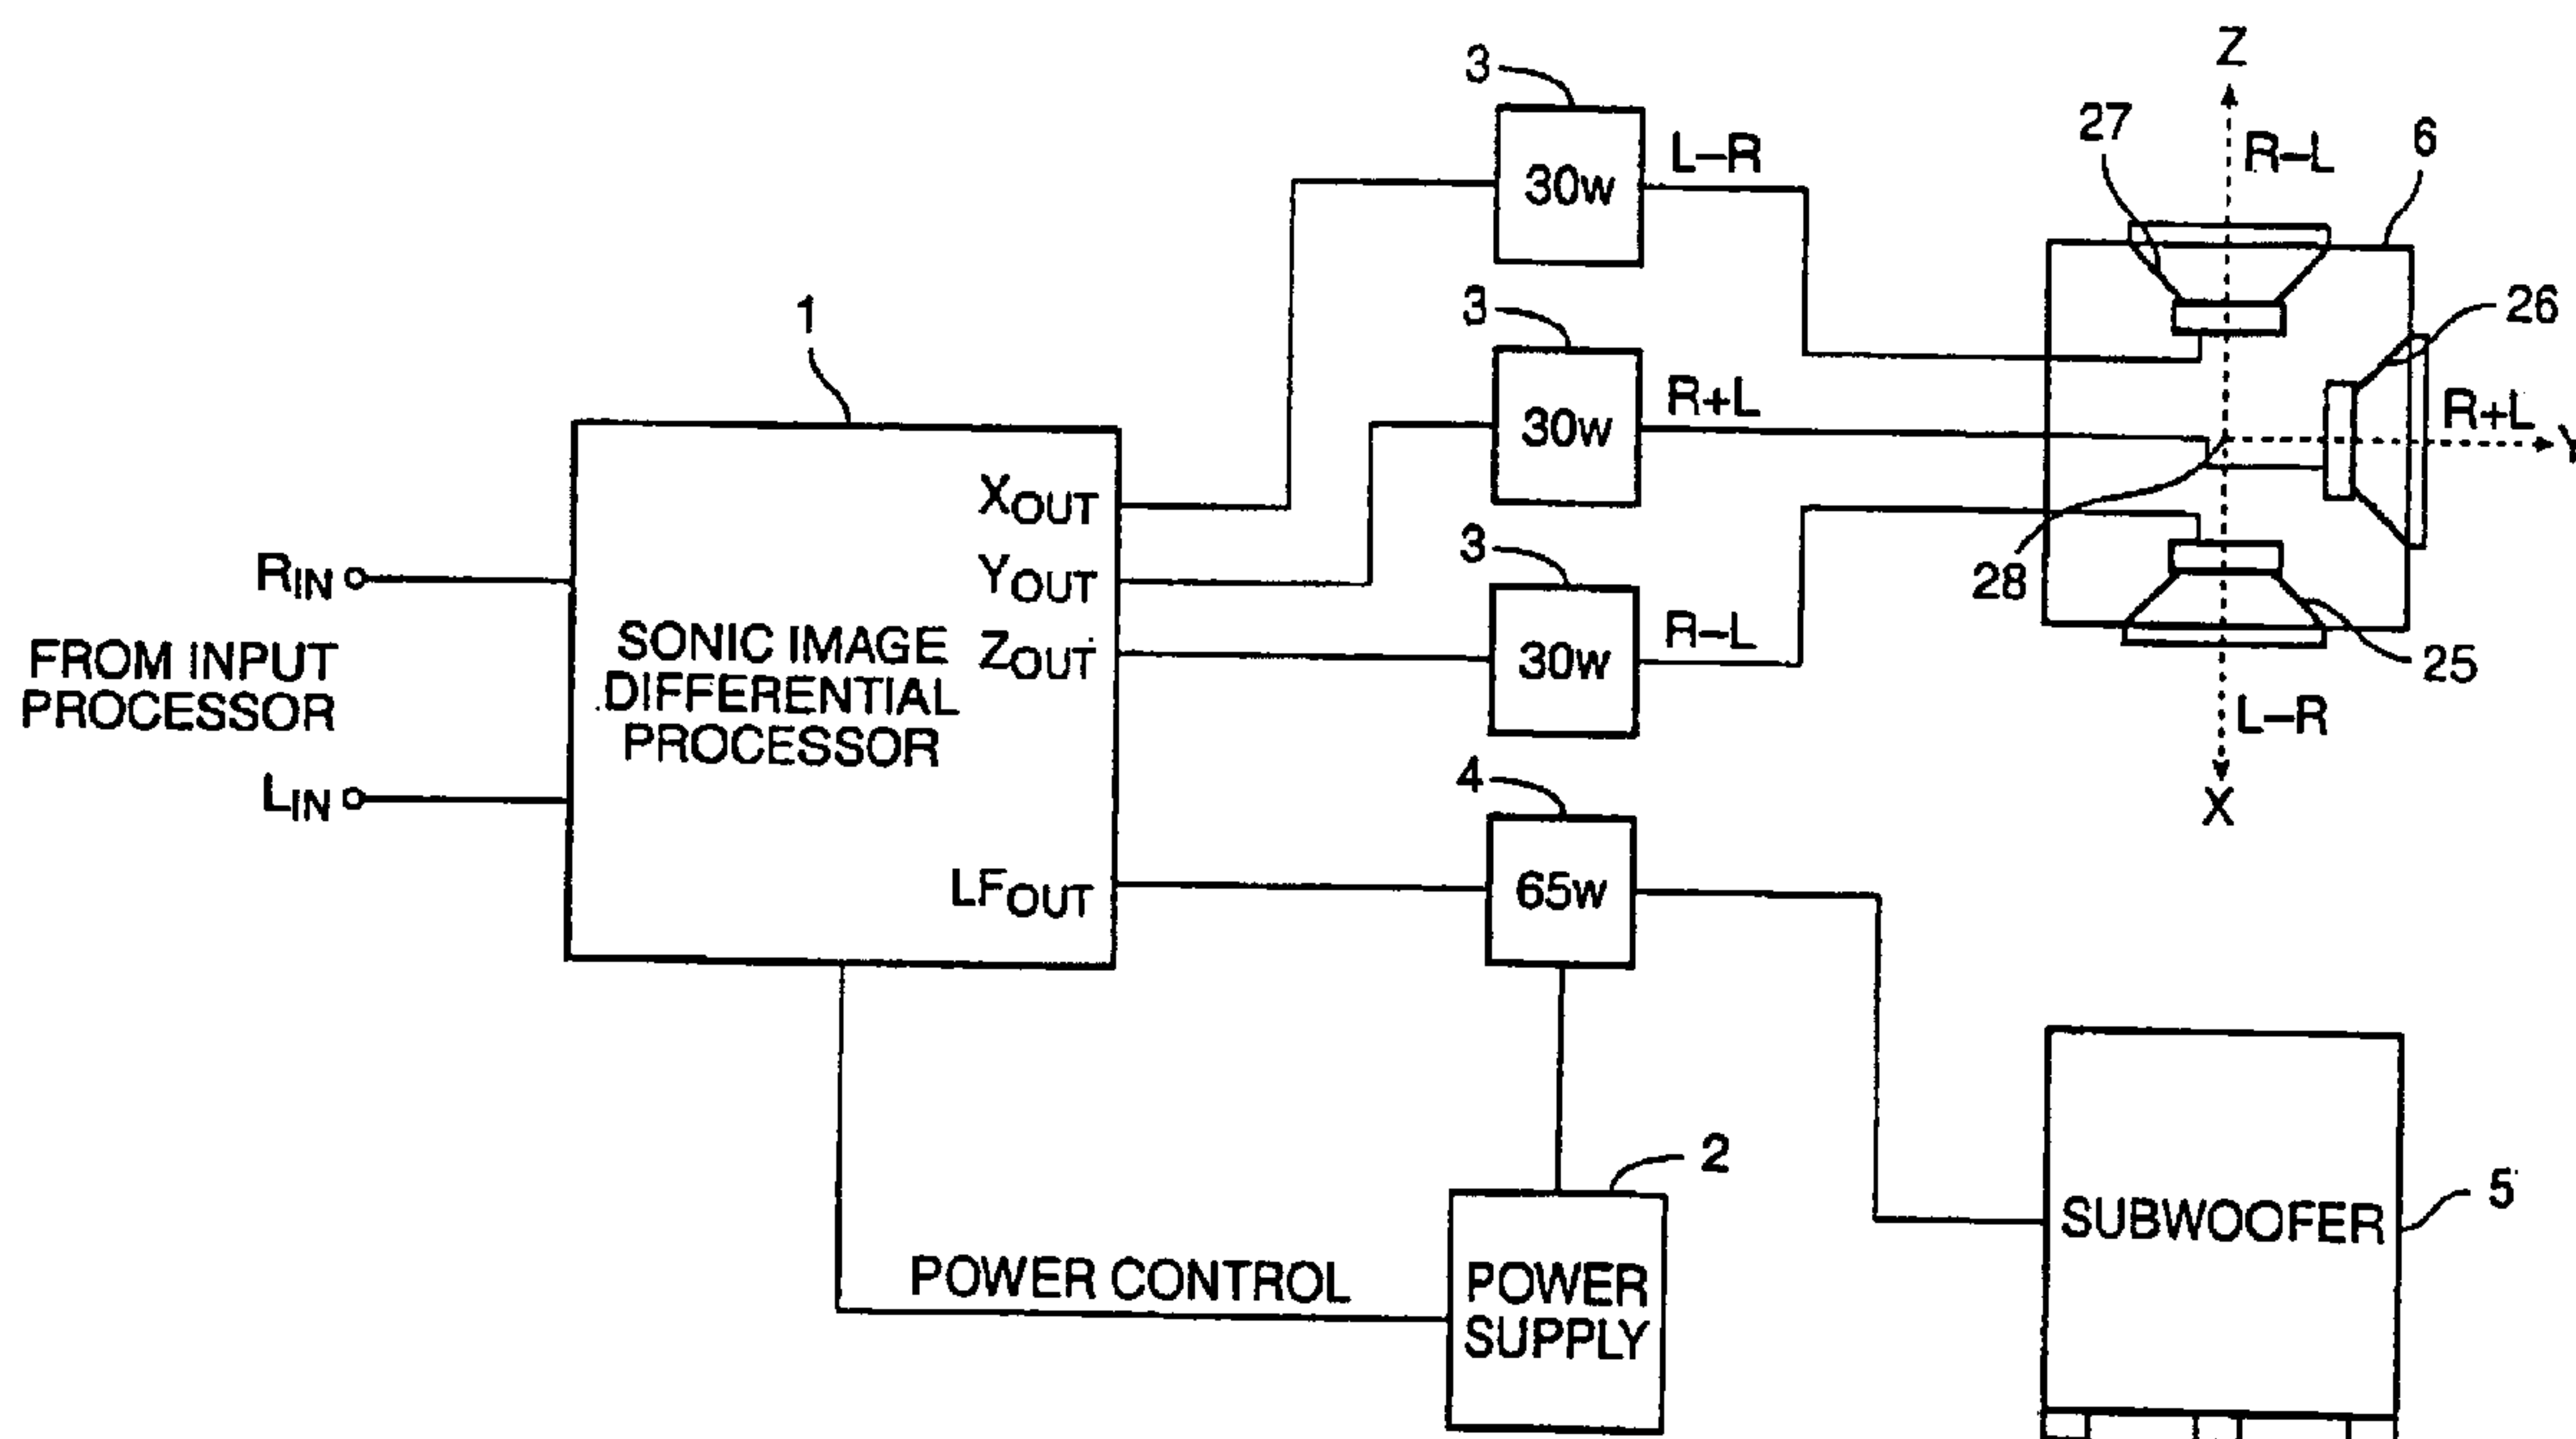 Z
3
27
6
L–R
R–L
30w
26
1
3
R+L
R+L
Y
30w
XOUT
3
28
RIN
YOUT
R–L
SONIC IMAGE
DIFFERENTIAL
PROCESSOR
ZOUT
30w
25
FROM INPUT
PROCESSOR
L–R
4
X
LIN
LFOUT
65w
2
5
SUBWOOFER
POWER CONTROL
POWER
SUPPLY